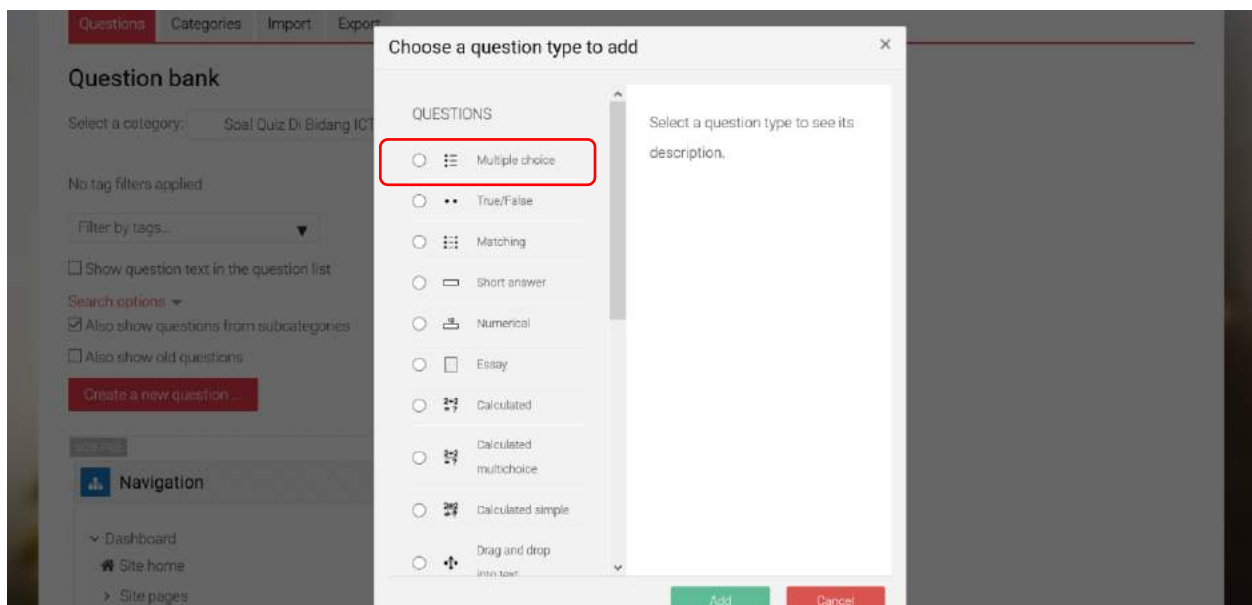 Questions Categories Import Export
Question bank
Select a category: Soal Quiz Di Bidang ICT
No tag filters applied
Filter by tags... ▼
Show question text in the question list
Search options
Also show questions from subcategories
Also show old questions
Create a new question ...
Navigation
Dashboard
Site home
Site pages
Choose a question type to add ×
QUESTIONS
Multiple choice
True/False
Matching
Short answer
Numerical
Essay
Calculated
Calculated
multichoice
Calculated simple
Drag and drop
into text
Select a question type to see its
description.
Add Cancel